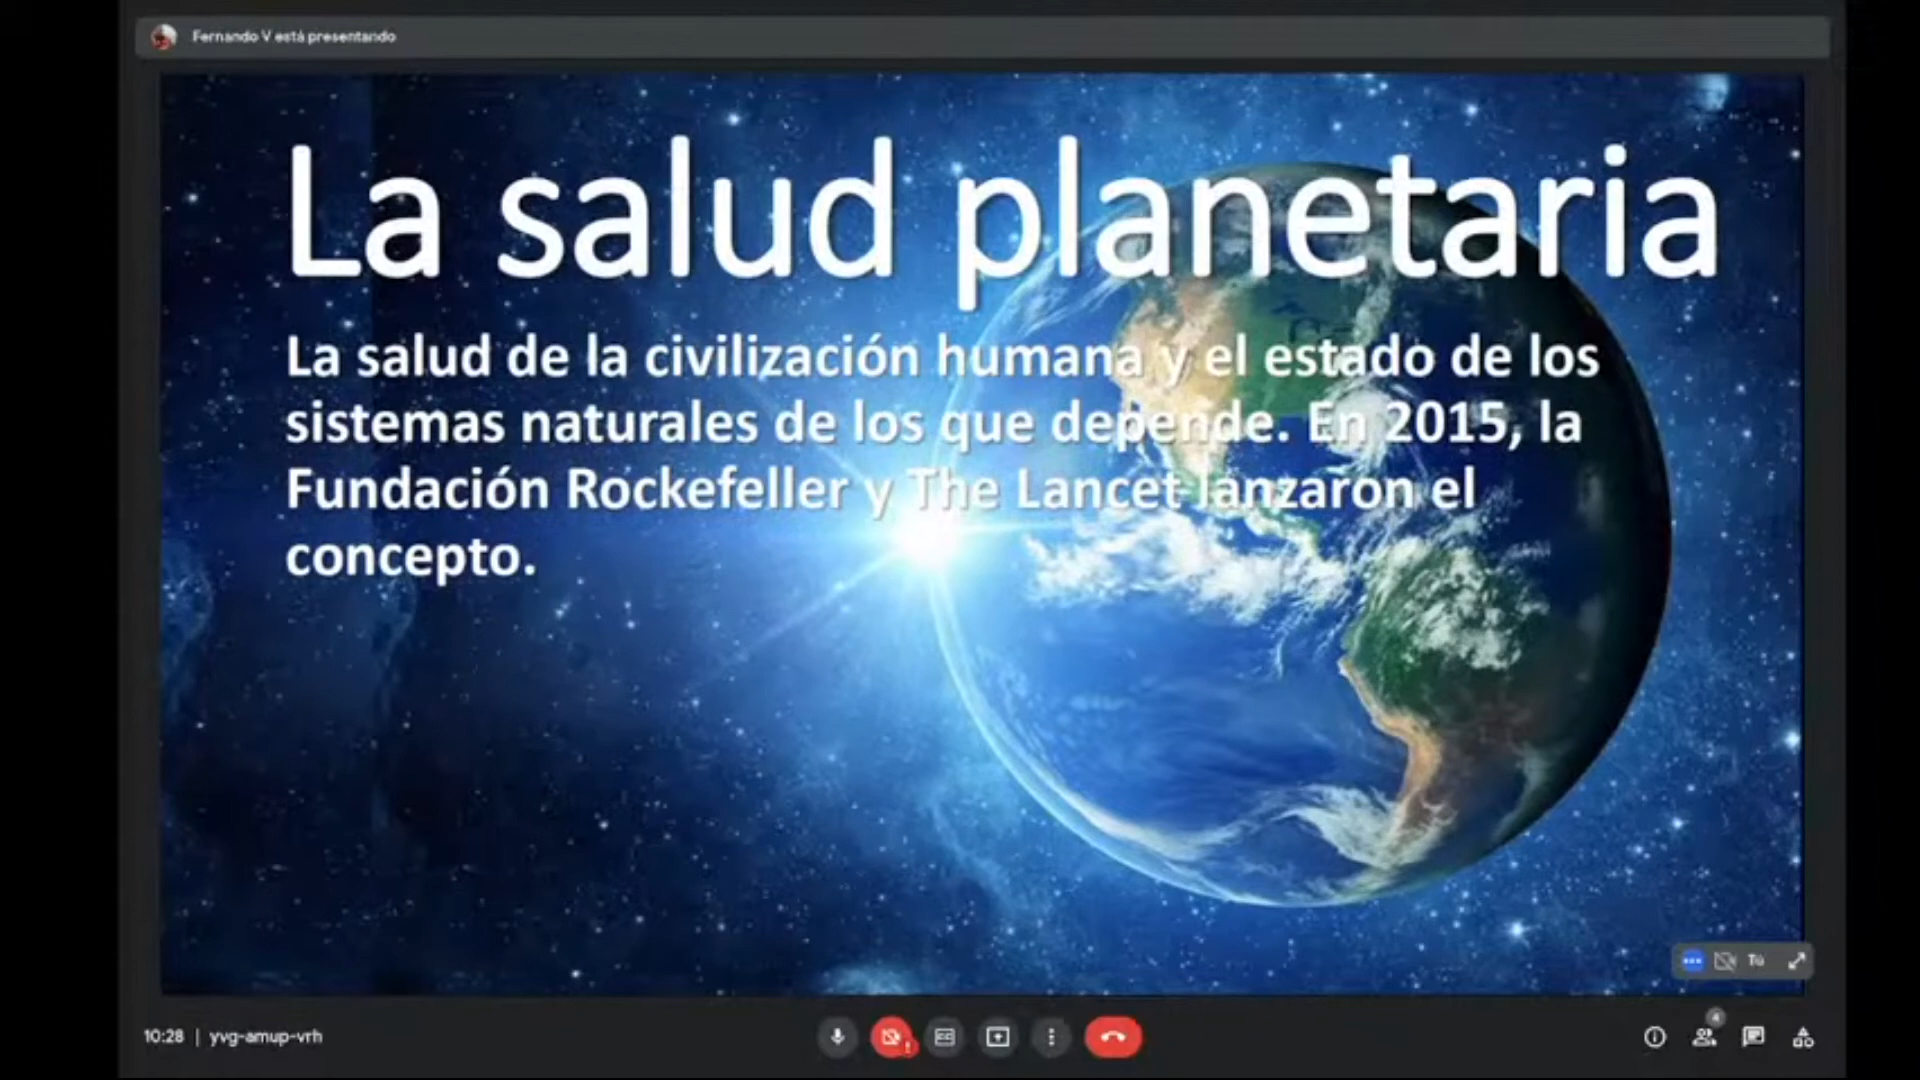 Fernando V está presentando
La salud planetaria
La salud de la civilización humana y el estado de los
sistemas naturales de los que depende. En 2015, la
Fundación Rockefeller y The Lancet lanzaron el
concepto.
Tú
4
10:28 | yvg-amup-vrh